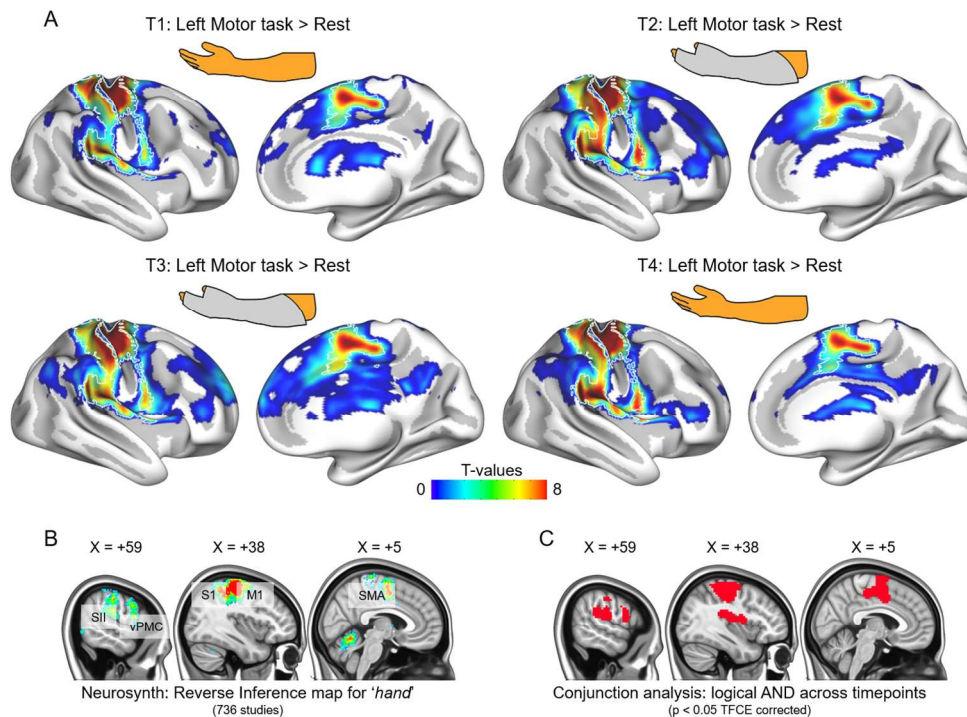 A
T1: Left Motor task > Rest
T2: Left Motor task > Rest
T3: Left Motor task > Rest
T4: Left Motor task > Rest
T-values
0
8
B
X = +59
X = +38
X = +5
SII
vPMC
S1
M1
SMA
Neurosynth: Reverse Inference map for 'hand'
(736 studies)
C
X = +59
X = +38
X = +5
Conjunction analysis: logical AND across timepoints
(p < 0.05 TFCE corrected)